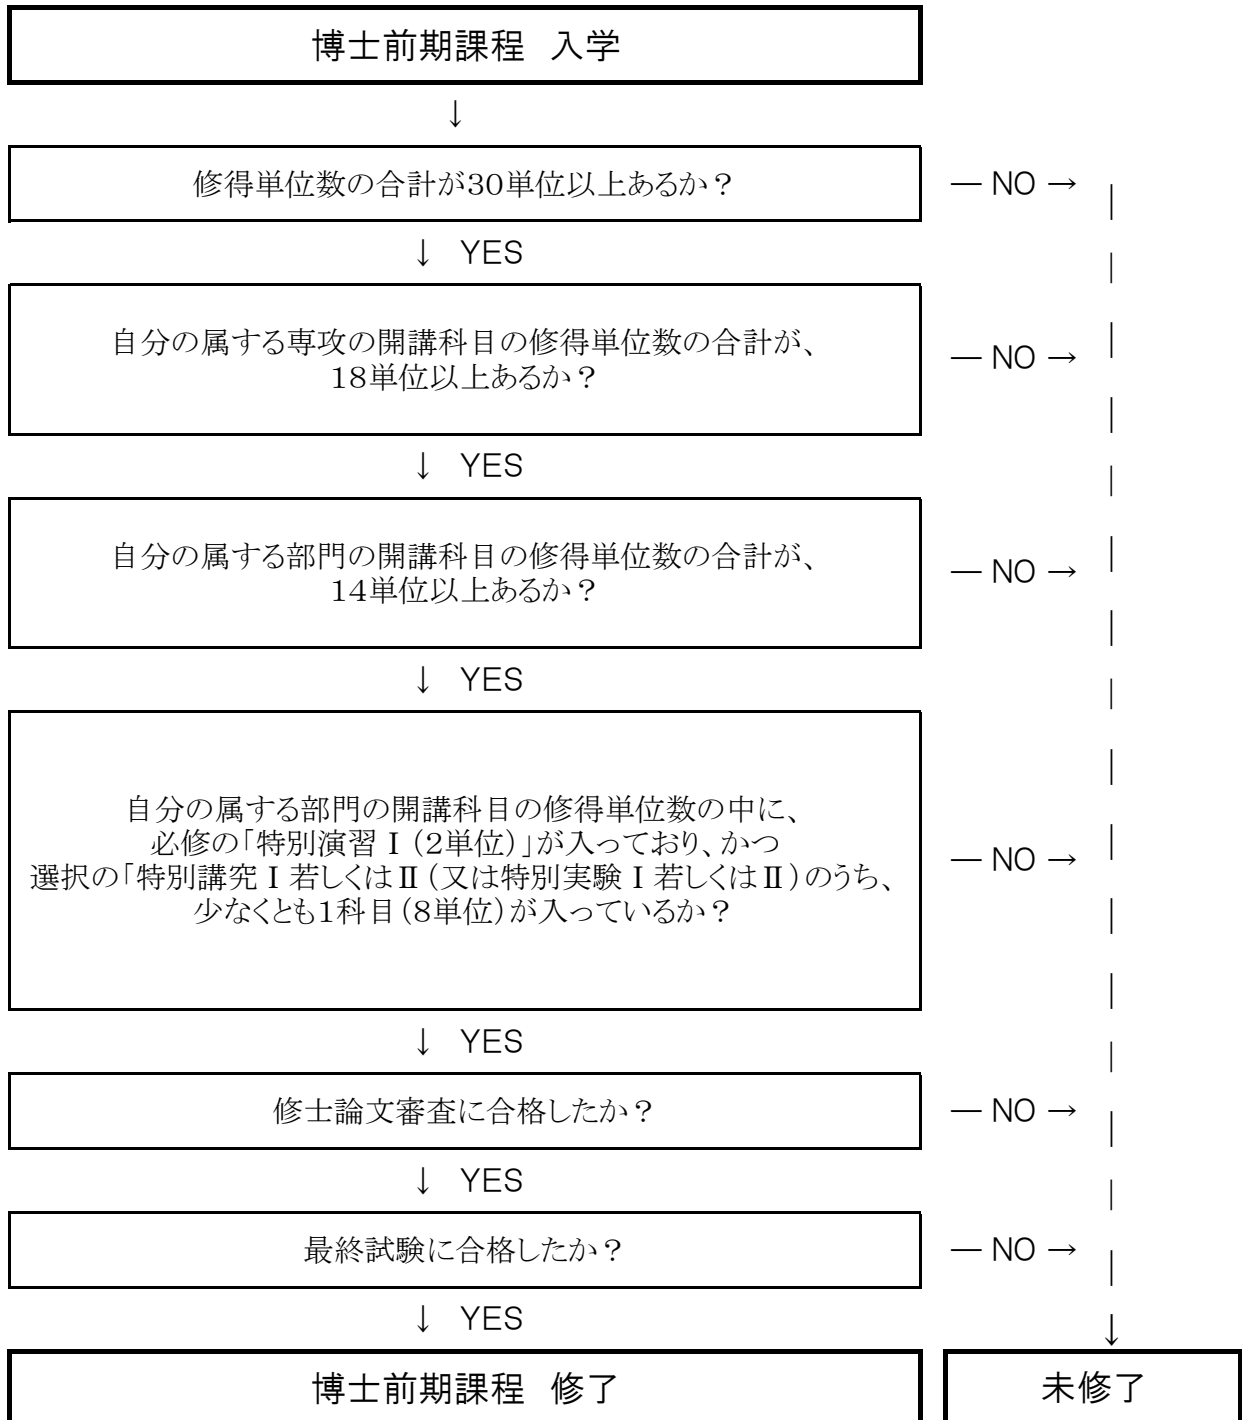 博士前期課程　入学
↓
修得単位数の合計が30単位以上あるか？
― NO →
↓ YES
自分の属する専攻の開講科目の修得単位数の合計が、
18単位以上あるか？
― NO →
↓ YES
自分の属する部門の開講科目の修得単位数の合計が、
14単位以上あるか？
― NO →
↓ YES
自分の属する部門の開講科目の修得単位数の中に、
必修の「特別演習Ⅰ（2単位）」が入っており、かつ
選択の「特別講究Ⅰ若しくはⅡ（又は特別実験Ⅰ若しくはⅡ）のうち、
少なくとも1科目（8単位）が入っているか？
― NO →
↓ YES
修士論文審査に合格したか？
― NO →
↓ YES
最終試験に合格したか？
― NO →
↓ YES
↓
博士前期課程　修了
未修了